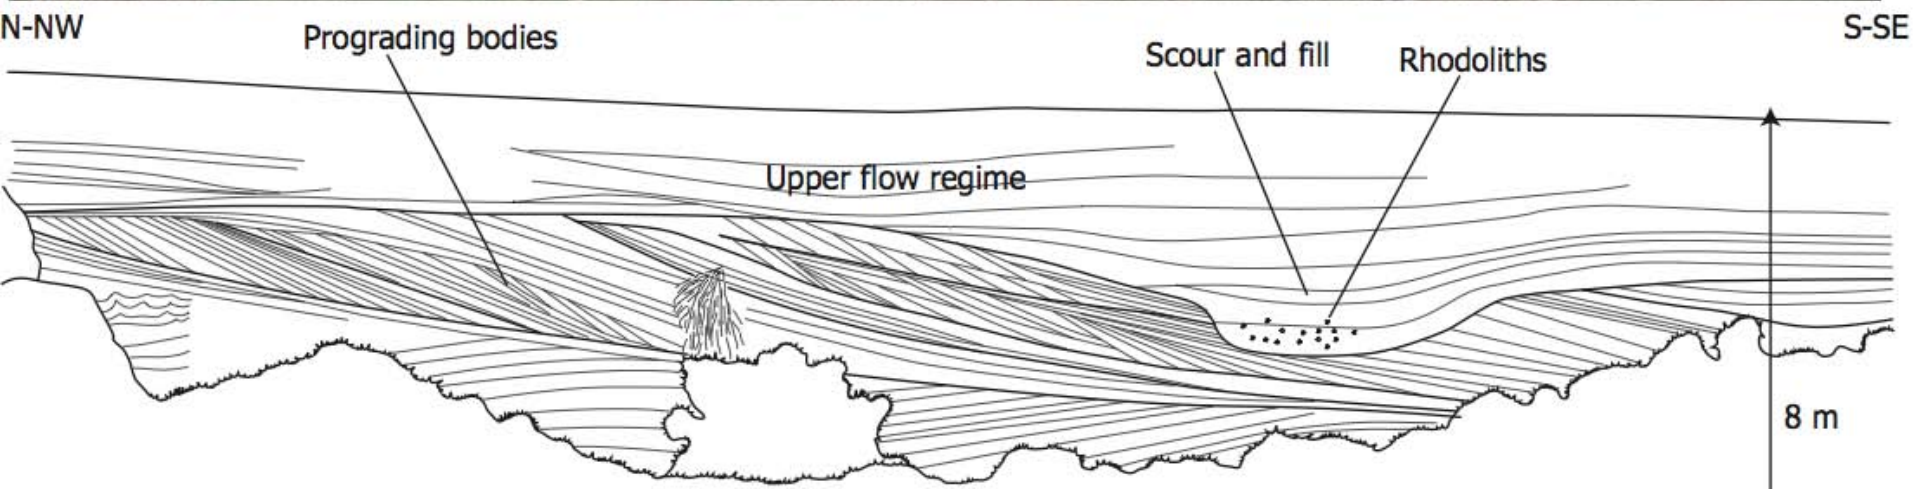 N-NW
S-SE
Prograding bodies
Scour and fill
Rhodoliths
Upper flow regime
8 m